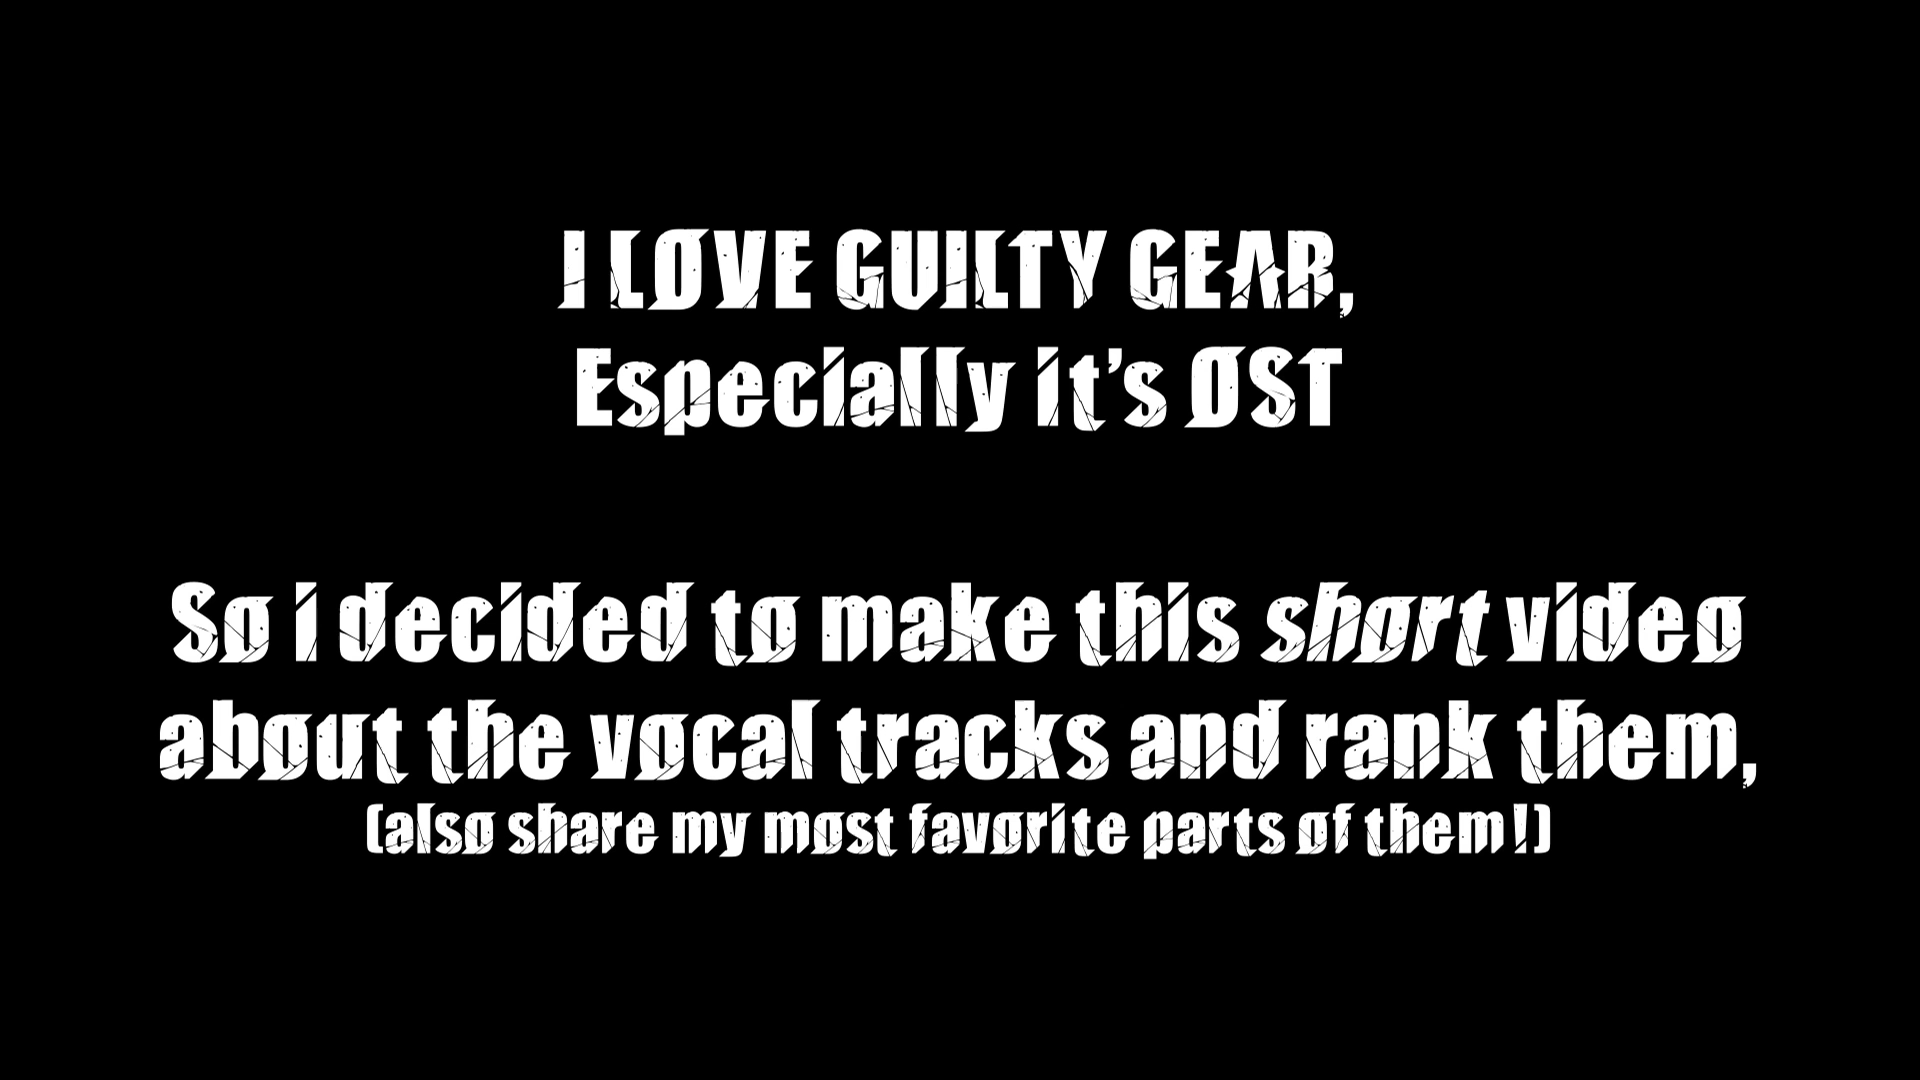 I LOVE GUILTY GEAR,
Especially it's OST
So i decided to make this short video
about the vocal tracks and rank them,
(also share my most favorite parts of them!)